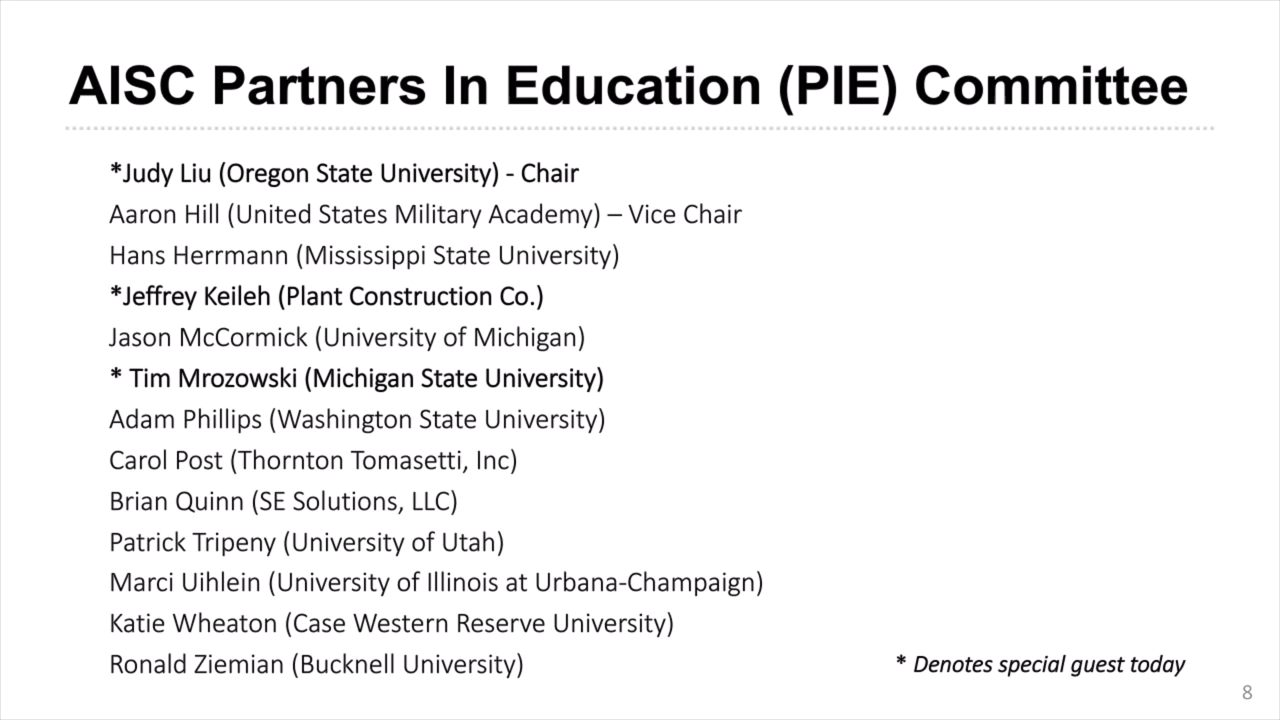 AISC Partners In Education (PIE) Committee
*Judy Liu (Oregon State University) - Chair
Aaron Hill (United States Military Academy) – Vice Chair
Hans Herrmann (Mississippi State University)
*Jeffrey Keileh (Plant Construction Co.)
Jason McCormick (University of Michigan)
* Tim Mrozowski (Michigan State University)
Adam Phillips (Washington State University)
Carol Post (Thornton Tomasetti, Inc)
Brian Quinn (SE Solutions, LLC)
Patrick Tripeny (University of Utah)
Marci Uihlein (University of Illinois at Urbana-Champaign)
Katie Wheaton (Case Western Reserve University)
Ronald Ziemian (Bucknell University)
* Denotes special guest today
8